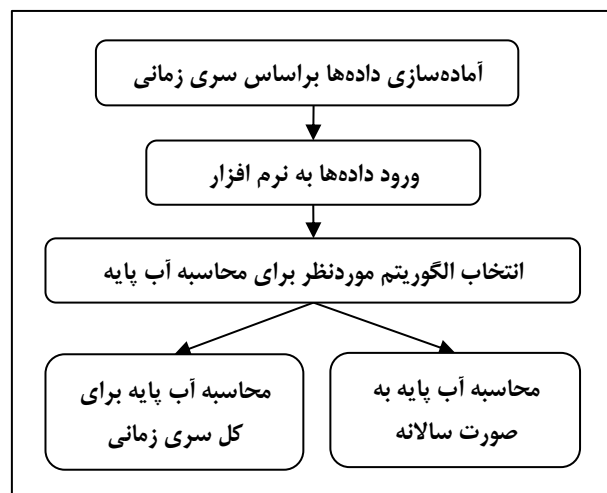 آماده‌سازی داده‌ها براساس سری زمانی
ورود داده‌ها به نرم افزار
انتخاب الگوریتم موردنظر برای محاسبه آب پایه
محاسبه آب پایه به
صورت سالانه
محاسبه آب پایه برای
کل سری زمانی